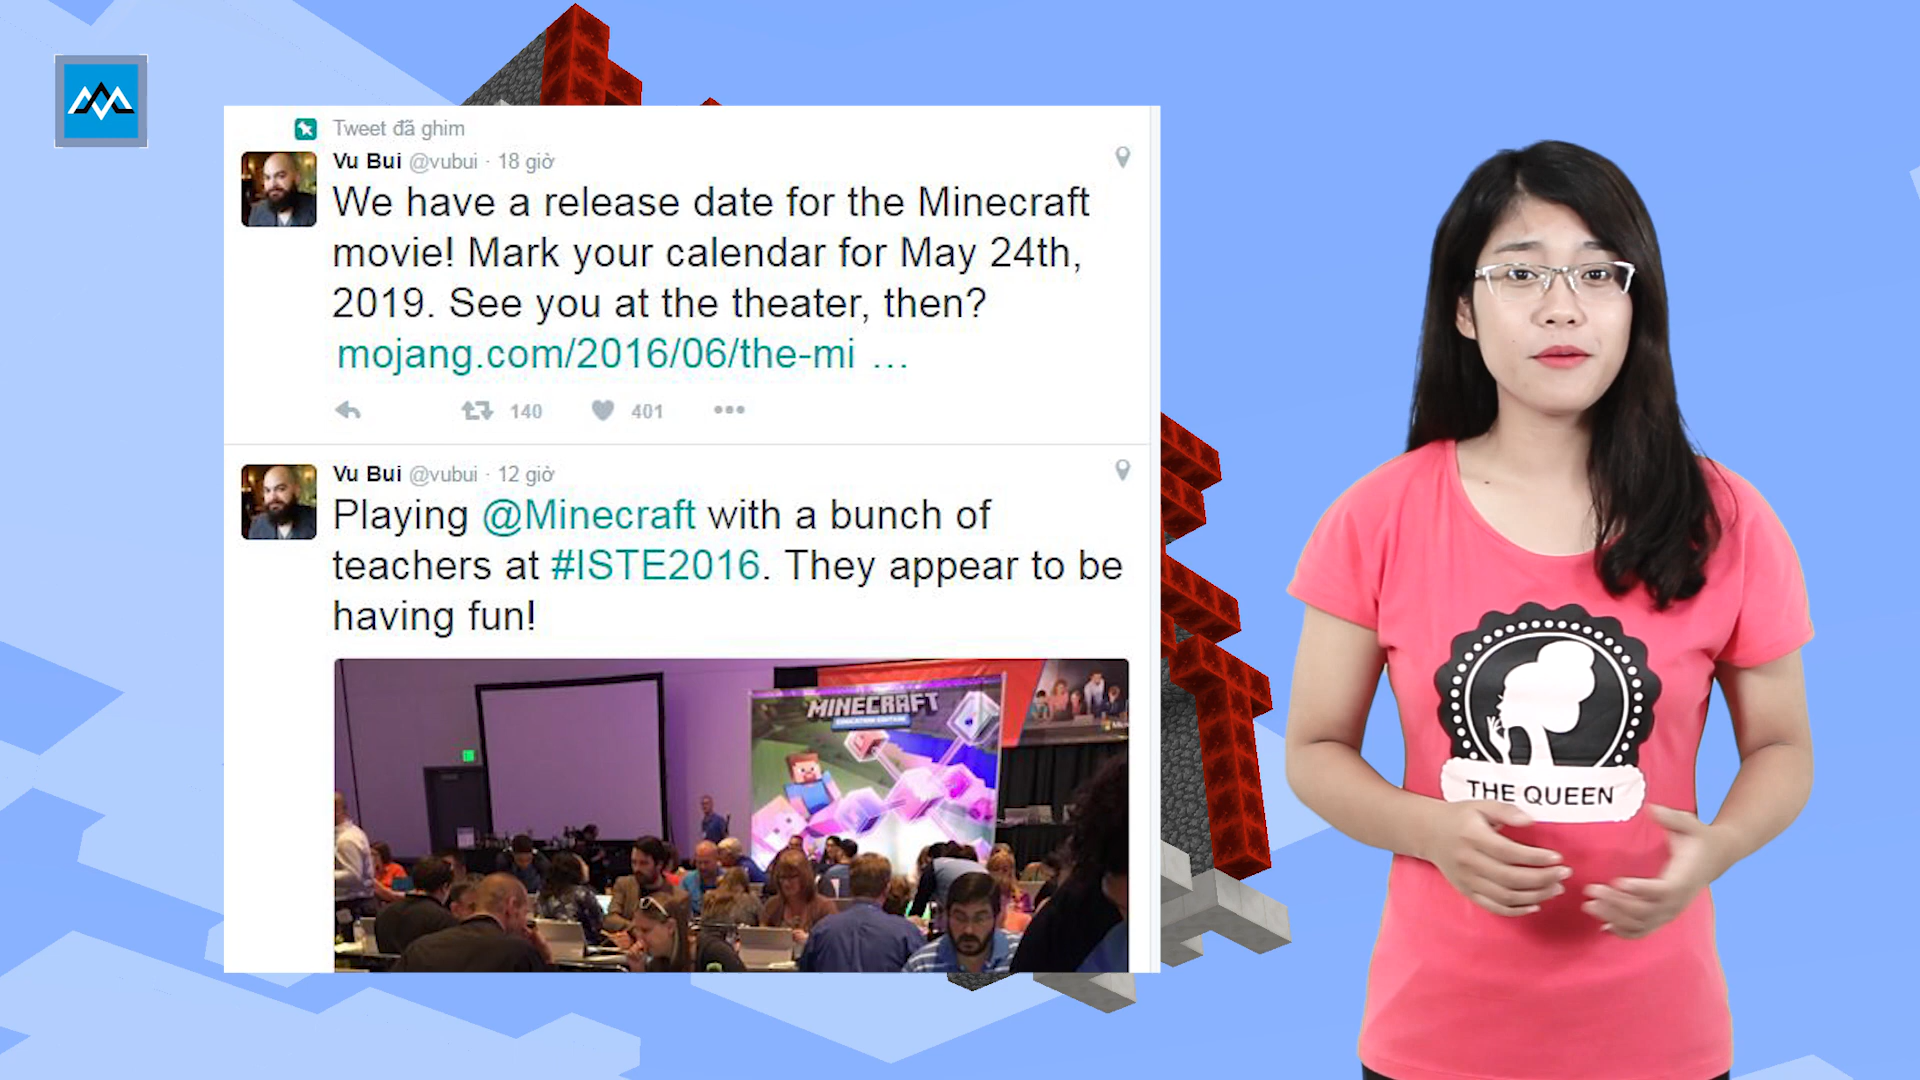 Tweet đã ghim
Vu Bui @vubui · 18 giờ
We have a release date for the Minecraft
movie! Mark your calendar for May 24th,
2019. See you at the theater, then?
mojang.com/2016/06/the-mi …
140 401
Vu Bui @vubui · 12 giờ
Playing @Minecraft with a bunch of
teachers at #ISTE2016. They appear to be
having fun!
MINECRAFT
EDUCATION EDITION
THE QUEEN